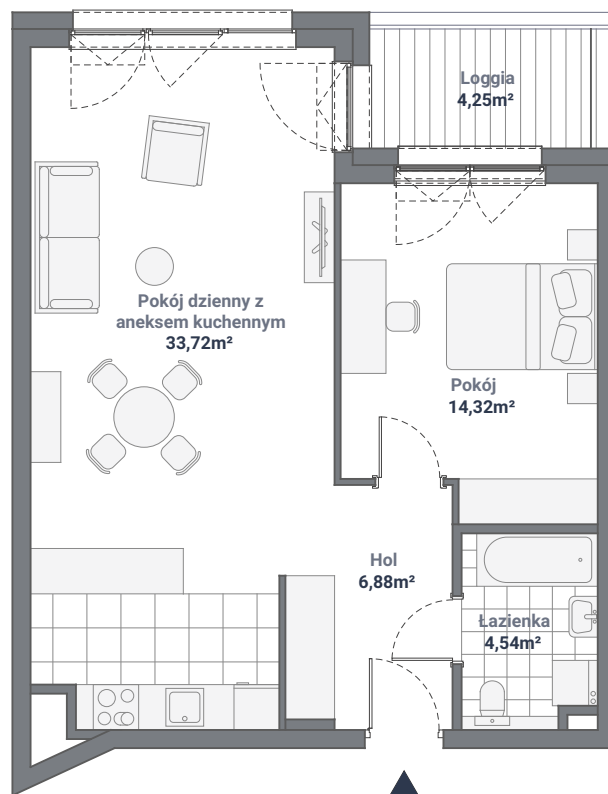 Loggia
4,25m²
Pokój dzienny z
aneksem kuchennym
33,72m²
Pokój
14,32m²
Hol
6,88m²
Łazienka
4,54m²